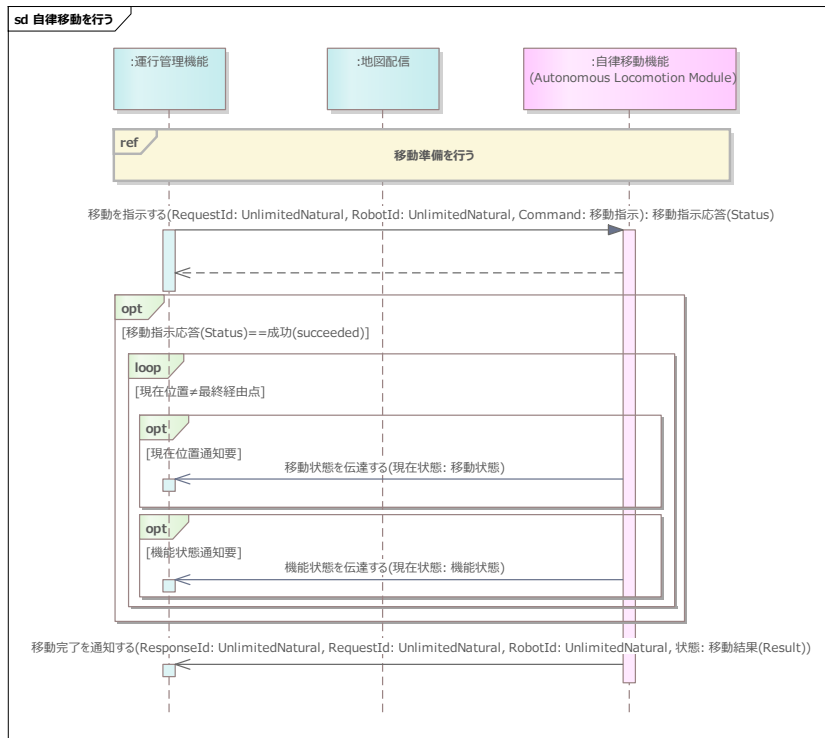 sd 自律移動を行う
:運行管理機能
:地図配信
:自律移動機能
(Autonomous Locomotion Module)
ref
移動準備を行う
移動を指示する(RequestId: UnlimitedNatural, RobotId: UnlimitedNatural, Command: 移動指示): 移動指示応答(Status)
opt
[移動指示応答(Status)==成功(succeeded)]
loop
[現在位置≠最終経由点]
opt
[現在位置通知要]
移動状態を伝達する(現在状態: 移動状態)
opt
[機能状態通知要]
機能状態を伝達する(現在状態: 機能状態)
移動完了を通知する(ResponseId: UnlimitedNatural, RequestId: UnlimitedNatural, RobotId: UnlimitedNatural, 状態: 移動結果(Result))